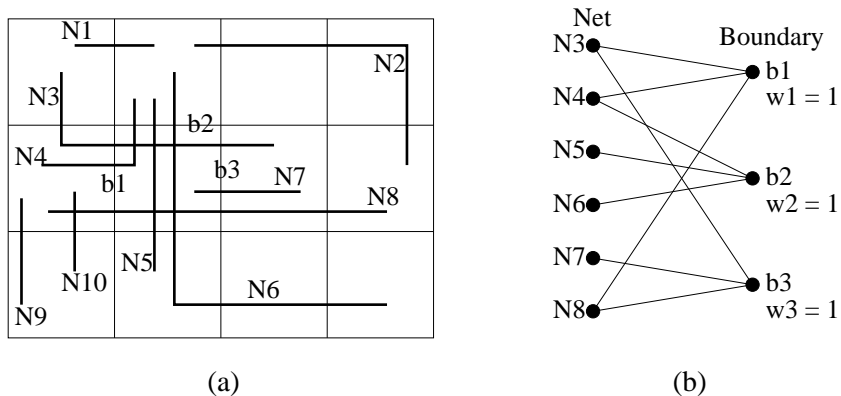 N1
N2
N3
b2
N4
b1
b3
N7
N8
N5
N10
N6
N9
(a)
Net
Boundary
N3
b1
w1 = 1
N4
N5
b2
w2 = 1
N6
N7
b3
w3 = 1
N8
(b)